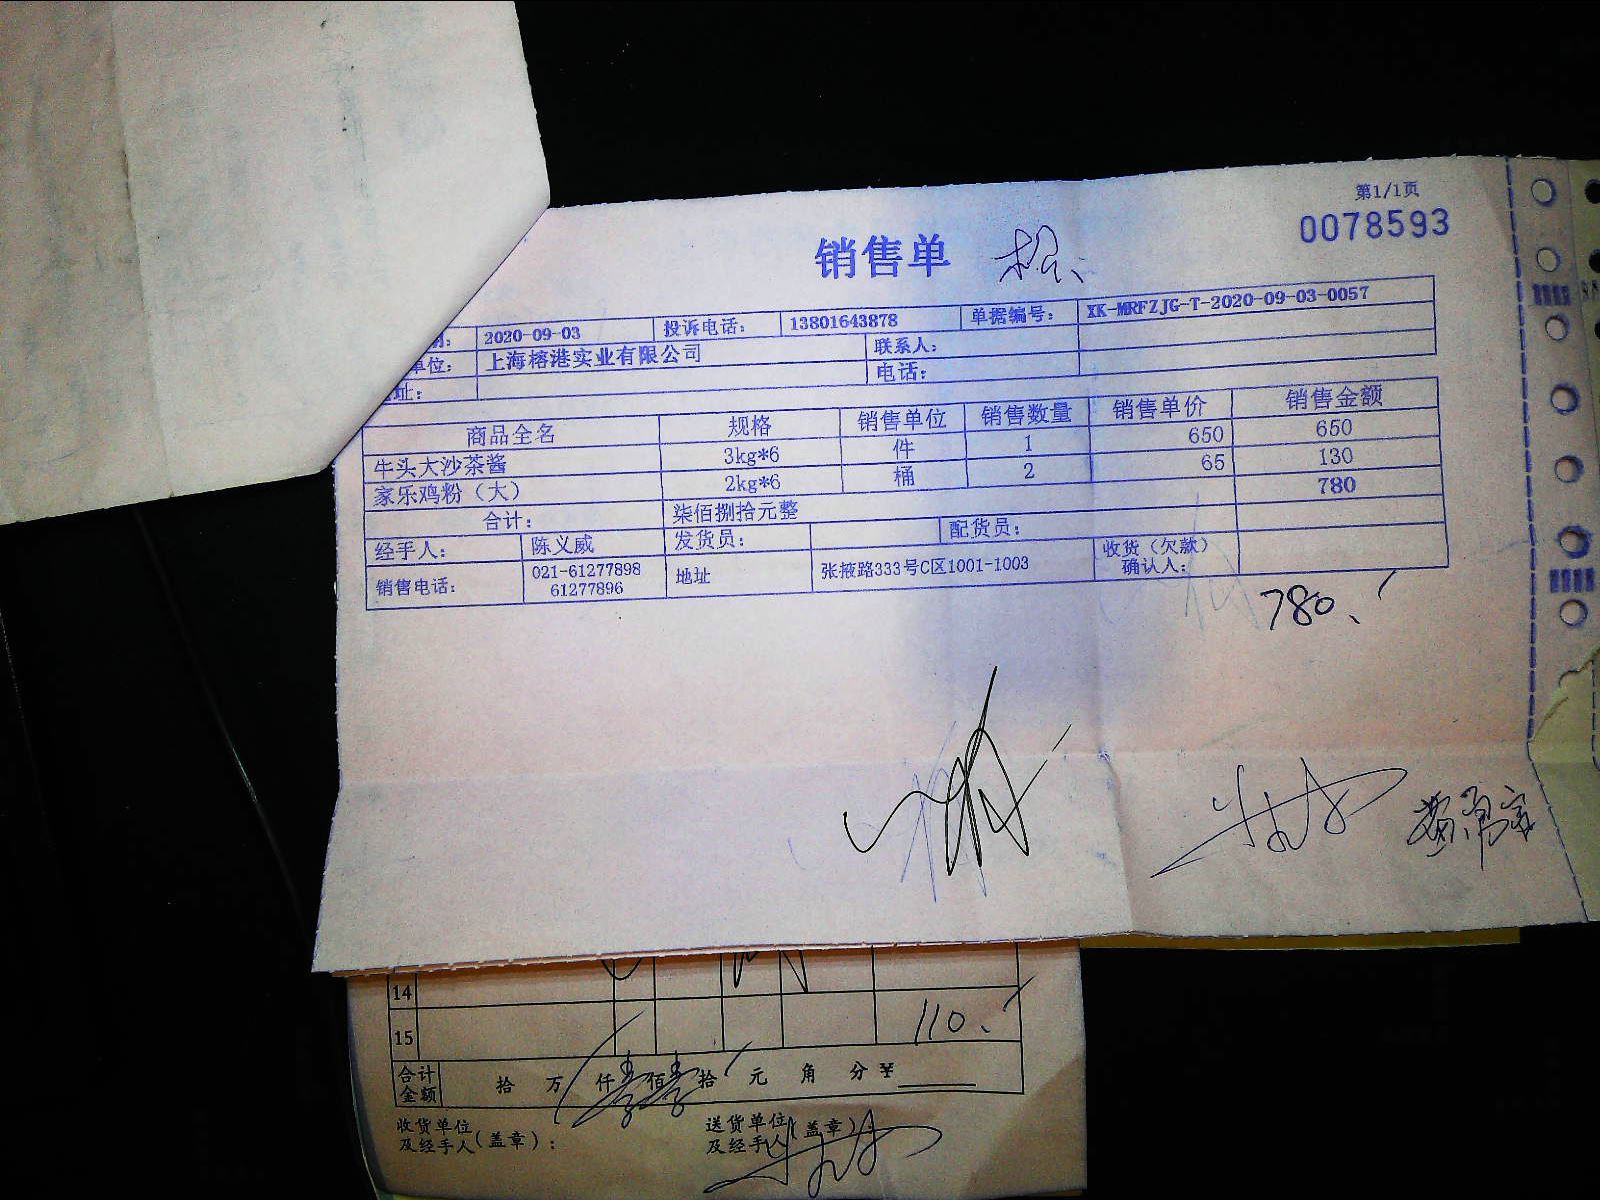 第1/1页
0078593
销售单
2020-09-03 投诉电话: 13801643878 单据编号: XK-MRFZJG-T-2020-09-03-0057
单位: 上海榕港实业有限公司 联系人:
址: 电话:
商品全名 规格 销售单位 销售数量 销售单价 销售金额
牛头大沙茶酱 3kg*6 件 1 650 650
家乐鸡粉（大） 2kg*6 桶 2 65 130
合计: 柒佰捌拾元整 780
经手人: 陈义威 发货员: 配货员:
销售电话: 021-61277898 61277896 地址 张掖路333号C区1001-1003 收货（欠款）确认人:
780.
14
15 110.
合计金额 拾 万 仟 佰 拾 元 角 分 ¥
收货单位 送货单位
及经手人(盖章): 及经手人(盖章):